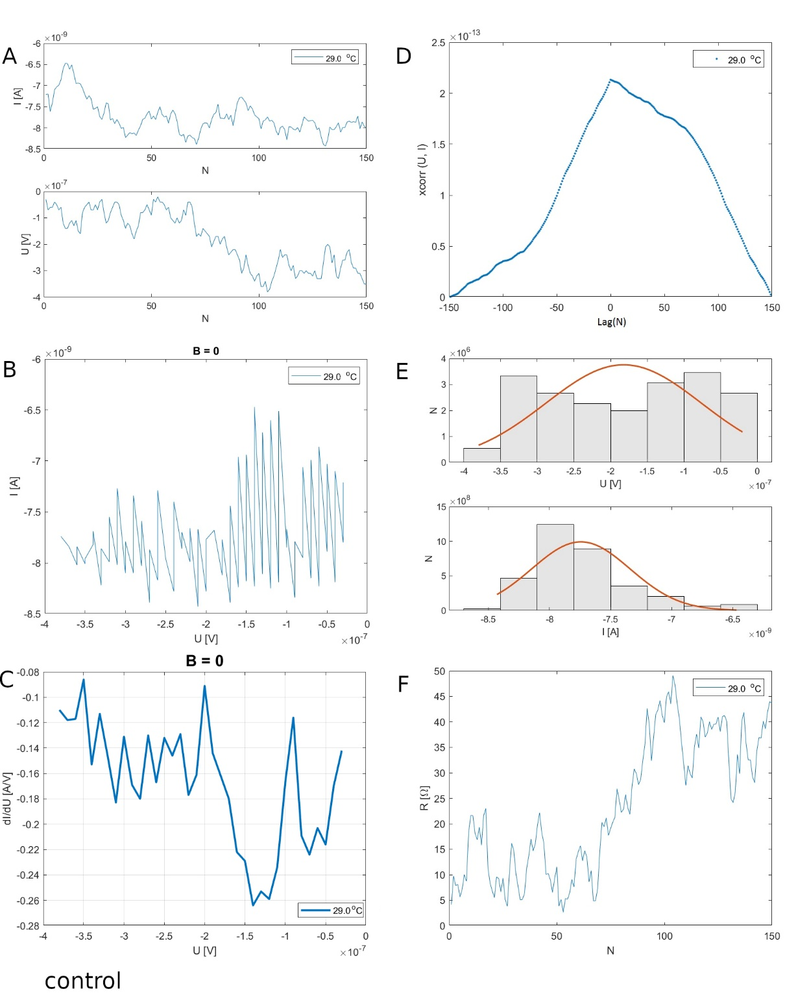 A
×10⁻⁹
-6
-6.5
-7
-7.5
-8
-8.5
I [A]
29.0 °C
0 50 100 150
N
×10⁻⁷
0
-1
-2
-3
-4
U [V]
0 50 100 150
N
B
B = 0
×10⁻⁹
-6
-6.5
-7
-7.5
-8
-8.5
I [A]
29.0 °C
-4 -3.5 -3 -2.5 -2 -1.5 -1 -0.5 0
U [V]
×10⁻⁷
C
B = 0
-0.08
-0.1
-0.12
-0.14
-0.16
-0.18
-0.2
-0.22
-0.24
-0.26
-0.28
dI/dU [A/V]
29.0°C
-4 -3.5 -3 -2.5 -2 -1.5 -1 -0.5 0
U [V]
×10⁻⁷
control
D
×10⁻¹³
2.5
2
1.5
1
0.5
0
xcorr (U, I)
29.0 °C
-150 -100 -50 0 50 100 150
Lag(N)
E
×10⁶
4
3
2
1
0
N
-4 -3.5 -3 -2.5 -2 -1.5 -1 -0.5 0
U [V]
×10⁻⁷
×10⁸
15
10
5
0
N
-8.5 -8 -7.5 -7 -6.5
I [A]
×10⁻⁹
F
50
45
40
35
30
25
20
15
10
5
0
R [Ω]
29.0 °C
0 50 100 150
N